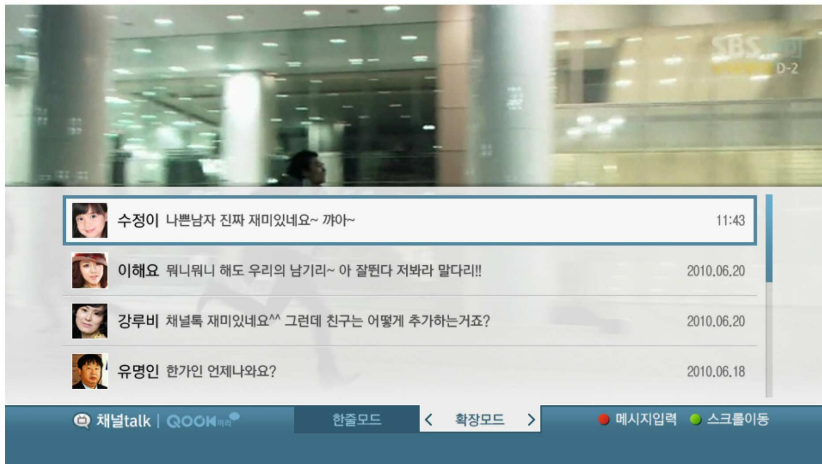 SBS
D-2
수정이 나쁜남자 진짜 재미있네요~ 꺄아~ 11:43
이해요 뭐니뭐니 해도 우리의 남기리~ 아 잘뛴다 저봐라 말다리!! 2010.06.20
강루비 채널톡 재미있네요^^ 그런데 친구는 어떻게 추가하는거죠? 2010.06.20
유명인 한가인 언제나와요? 2010.06.18
채널talk | QOOK 한줄모드 < 확장모드 > 메시지입력 스크롤이동